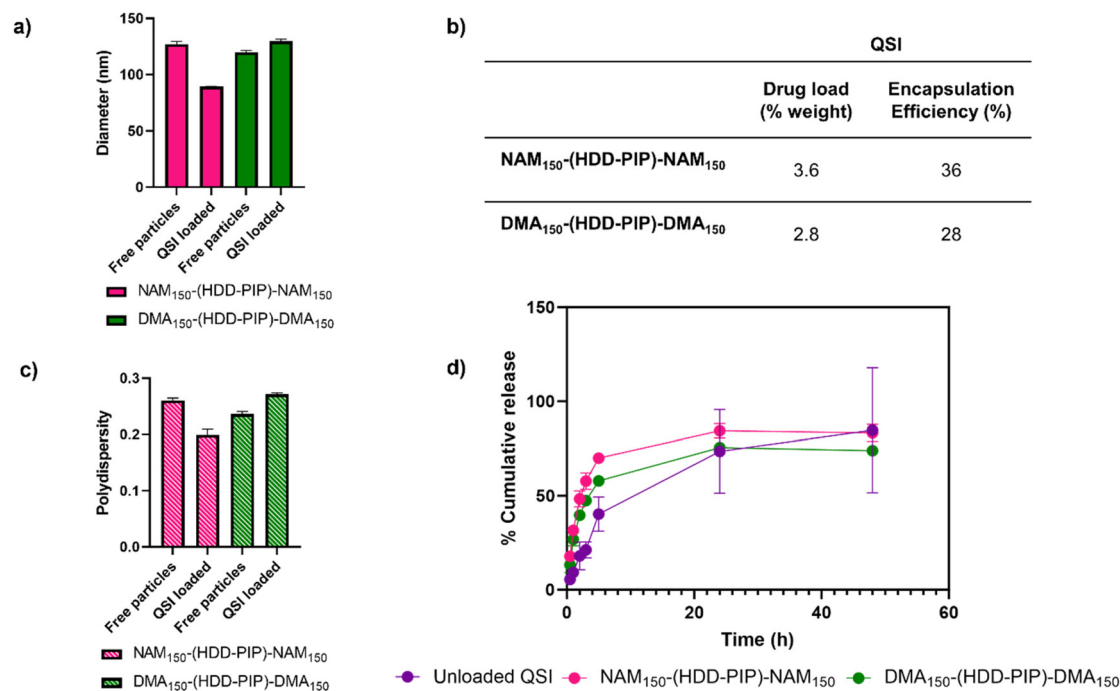 a)
150
100
50
0
Diameter (nm)
Free particles
QSI loaded
Free particles
QSI loaded
NAM₁₅₀-(HDD-PIP)-NAM₁₅₀
DMA₁₅₀-(HDD-PIP)-DMA₁₅₀
b)
QSI
Drug load
(% weight)
Encapsulation
Efficiency (%)
NAM₁₅₀-(HDD-PIP)-NAM₁₅₀
3.6
36
DMA₁₅₀-(HDD-PIP)-DMA₁₅₀
2.8
28
c)
0.3
0.2
0.1
0.0
Polydispersity
Free particles
QSI loaded
Free particles
QSI loaded
NAM₁₅₀-(HDD-PIP)-NAM₁₅₀
DMA₁₅₀-(HDD-PIP)-DMA₁₅₀
d)
150
100
50
0
% Cumulative release
0
20
40
60
Time (h)
Unloaded QSI
NAM₁₅₀-(HDD-PIP)-NAM₁₅₀
DMA₁₅₀-(HDD-PIP)-DMA₁₅₀